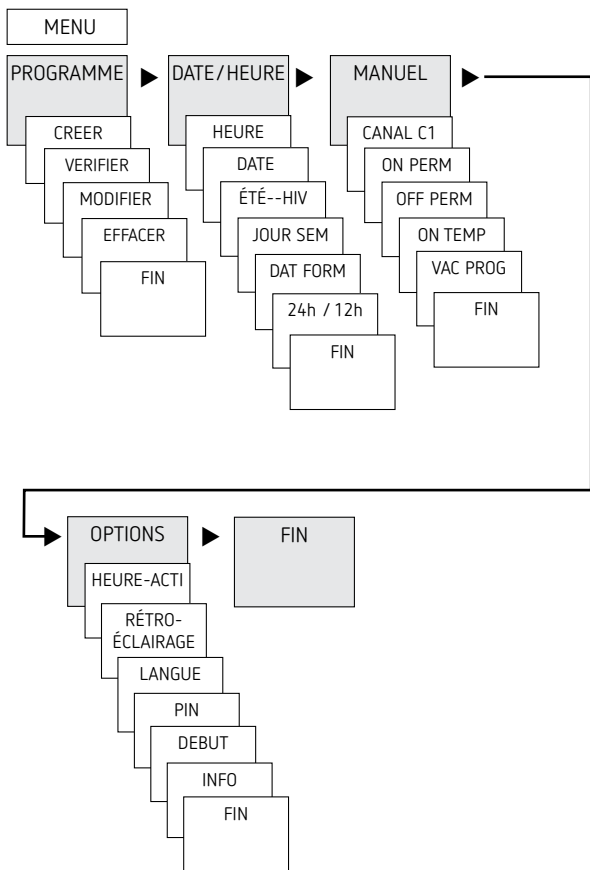 MENU
PROGRAMME
CREER
VERIFIER
MODIFIER
EFFACER
FIN
DATE/HEURE
HEURE
DATE
ÉTÉ--HIV
JOUR SEM
DAT FORM
24h / 12h
FIN
MANUEL
CANAL C1
ON PERM
OFF PERM
ON TEMP
VAC PROG
FIN
OPTIONS
HEURE-ACTI
RÉTRO-
ÉCLAIRAGE
LANGUE
PIN
DEBUT
INFO
FIN
FIN